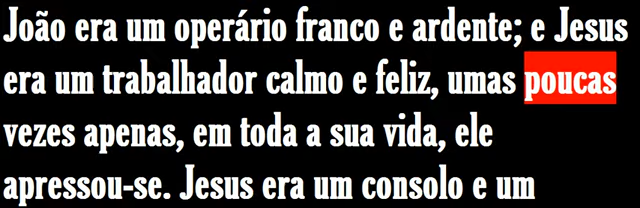 João era um operário franco e ardente; e Jesus
era um trabalhador calmo e feliz, umas poucas
vezes apenas, em toda a sua vida, ele
apressou-se. Jesus era um consolo e um